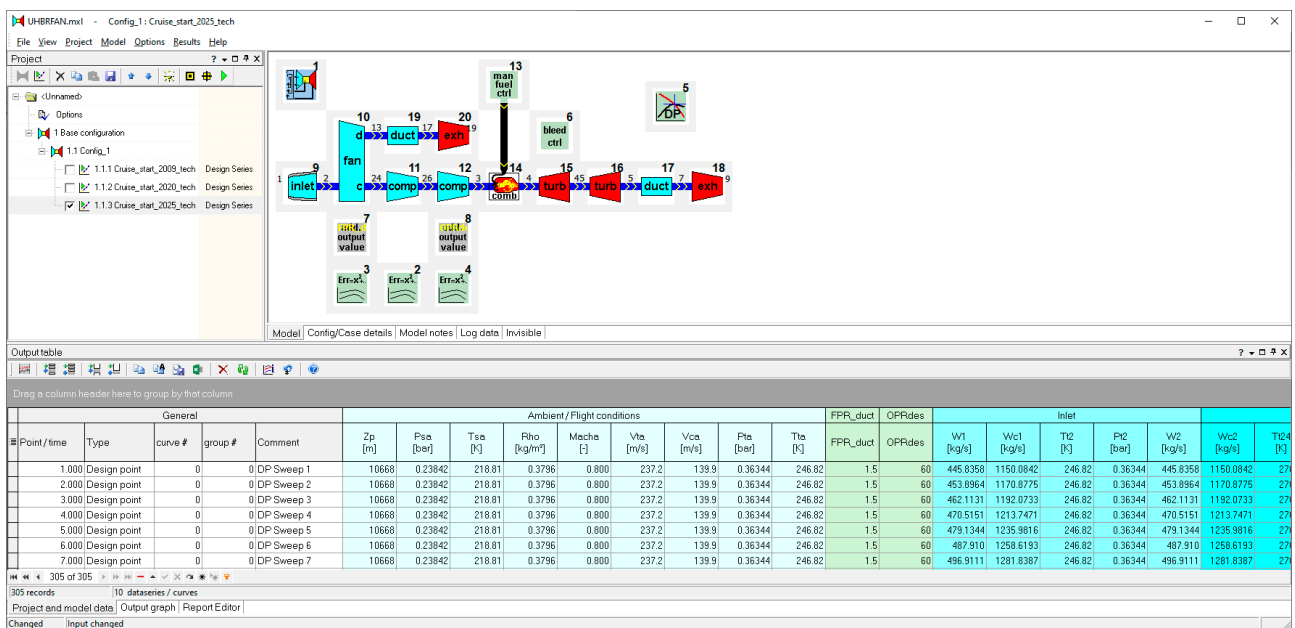 UHBRFAN.mxl - Config_1 : Cruise_start_2025_tech
File View Project Model Options Results Help
Project
<Unnamed>
Options
1 Base configuration
1.1 Config_1
1.1.1 Cruise_start_2009_tech Design Series
1.1.2 Cruise_start_2020_tech Design Series
1.1.3 Cruise_start_2025_tech Design Series
1
13
man
fuel
ctrl
5
DP
10 19 20
d 13 duct 17 exh 19
6
bleed
ctrl
fan
9 11 12 14 15 16 17 18
1 inlet 2 c 24 comp 26 comp 3 comb 4 turb 45 turb 5 duct 7 exh 9
7 8
add. output value
add. output value
3 2 4
Err=x². Err=x². Err=x².
Model Config/Case details Model notes Log data Invisible
Output table
Drag a column header here to group by that column
General Ambient / Flight conditions FPR_duct OPRdes Inlet
Point / time Type curve # group # Comment Zp [m] Psa [bar] Tsa [K] Rho [kg/m³] Macha [-] Vta [m/s] Vca [m/s] Pta [bar] Tta [K] FPR_duct OPRdes W1 [kg/s] Wc1 [kg/s] Tt2 [K] Pt2 [bar] W2 [kg/s] Wc2 [kg/s] Tt24 [K]
1.000 Design point 0 0 DP Sweep 1 10668 0.23842 218.81 0.3796 0.800 237.2 139.9 0.36344 246.82 1.5 60 445.8358 1150.0842 246.82 0.36344 445.8358 1150.0842
2.000 Design point 0 0 DP Sweep 2 10668 0.23842 218.81 0.3796 0.800 237.2 139.9 0.36344 246.82 1.5 60 453.8964 1170.8775 246.82 0.36344 453.8964 1170.8775
3.000 Design point 0 0 DP Sweep 3 10668 0.23842 218.81 0.3796 0.800 237.2 139.9 0.36344 246.82 1.5 60 462.1131 1192.0733 246.82 0.36344 462.1131 1192.0733
4.000 Design point 0 0 DP Sweep 4 10668 0.23842 218.81 0.3796 0.800 237.2 139.9 0.36344 246.82 1.5 60 470.5151 1213.7471 246.82 0.36344 470.5151 1213.7471
5.000 Design point 0 0 DP Sweep 5 10668 0.23842 218.81 0.3796 0.800 237.2 139.9 0.36344 246.82 1.5 60 479.1344 1235.9816 246.82 0.36344 479.1344 1235.9816
6.000 Design point 0 0 DP Sweep 6 10668 0.23842 218.81 0.3796 0.800 237.2 139.9 0.36344 246.82 1.5 60 487.910 1258.6193 246.82 0.36344 487.910 1258.6193
7.000 Design point 0 0 DP Sweep 7 10668 0.23842 218.81 0.3796 0.800 237.2 139.9 0.36344 246.82 1.5 60 496.9111 1281.8387 246.82 0.36344 496.9111 1281.8387
305 of 305
305 records 10 dataseries / curves
Project and model data Output graph Report Editor
Changed Input changed